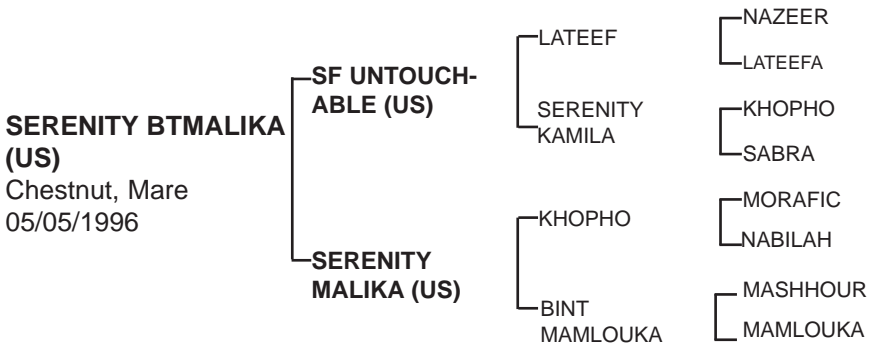 SERENITY BTMALIKA
(US)
Chestnut, Mare
05/05/1996
SF UNTOUCH-
ABLE (US)
SERENITY
MALIKA (US)
LATEEF
SERENITY
KAMILA
KHOPHO
BINT
MAMLOUKA
NAZEER
LATEEFA
KHOPHO
SABRA
MORAFIC
NABILAH
MASHHOUR
MAMLOUKA